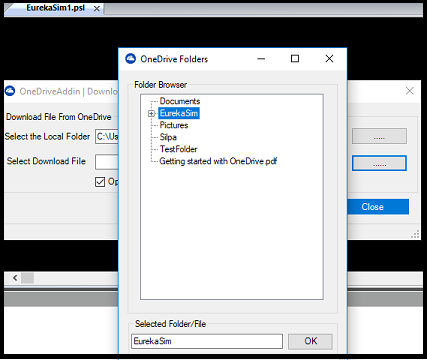 EurekaSim1.psl
OneDrive Folders
OneDriveAddin | Downlo
Folder Browser
Documents
EurekaSim
Pictures
Silpa
TestFolder
Getting started with OneDrive.pdf
Download File From OneDrive
Select the Local Folder
C:\Us
.....
Select Download File
......
Op
Close
Selected Folder/File
EurekaSim
OK